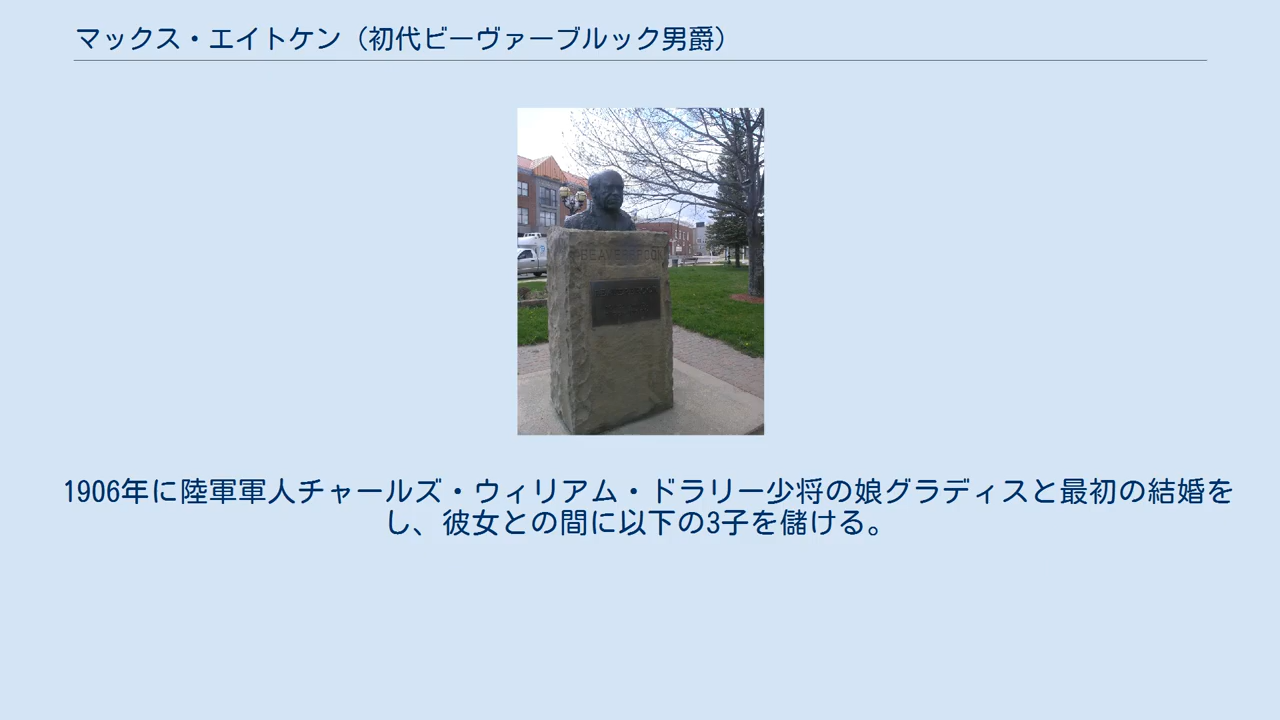 マックス・エイトケン（初代ビーヴァーブルック男爵）
BEAVERBROOK
1906年に陸軍軍人チャールズ・ウィリアム・ドラリー少将の娘グラディスと最初の結婚を
し、彼女との間に以下の3子を儲ける。